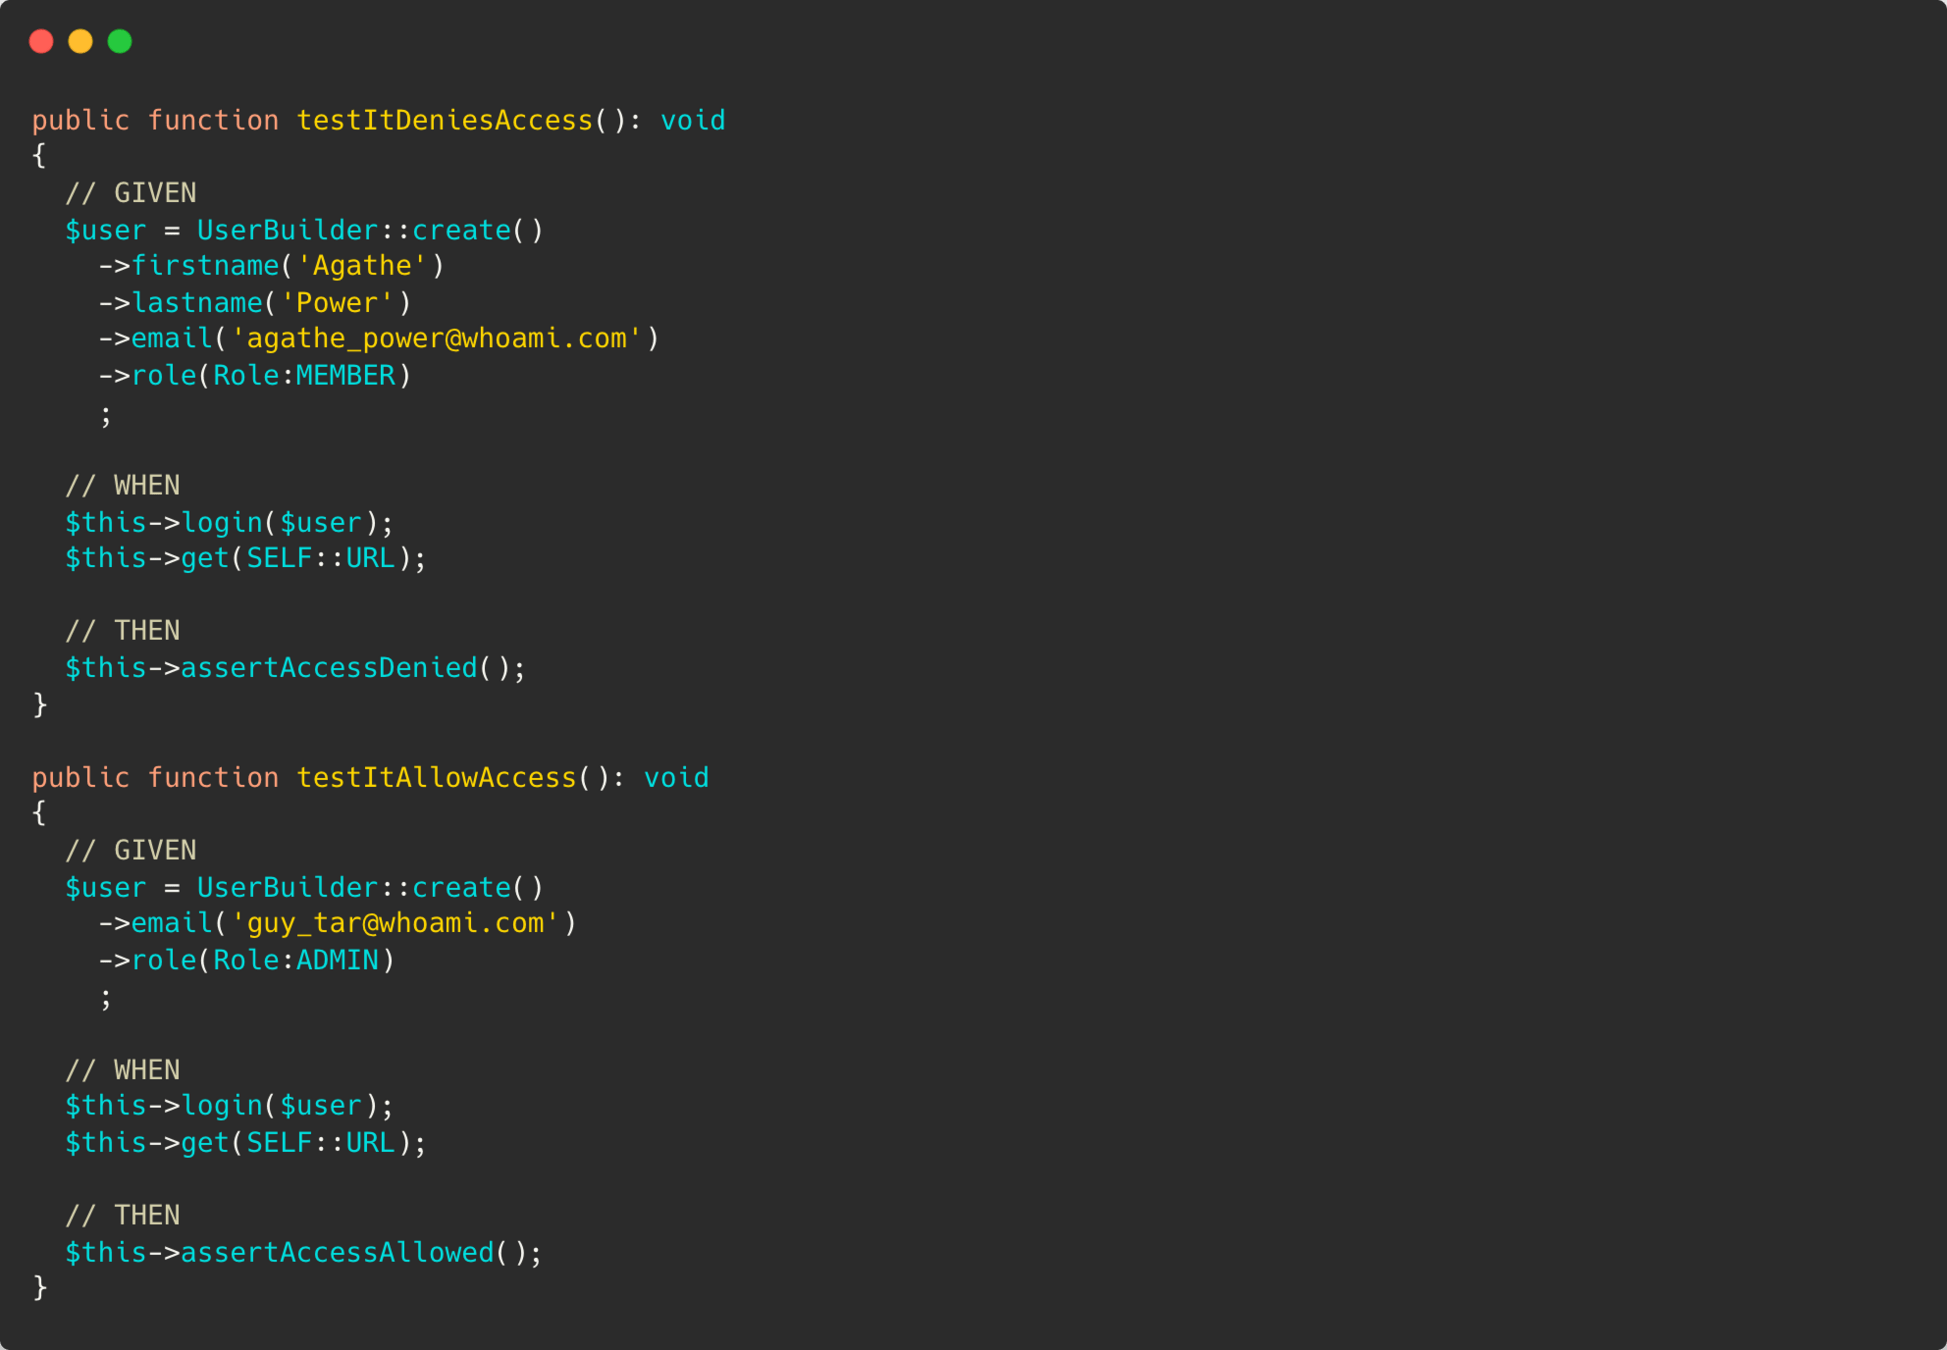 public function testItDeniesAccess(): void
{
  // GIVEN
  $user = UserBuilder::create()
    ->firstname('Agathe')
    ->lastname('Power')
    ->email('agathe_power@whoami.com')
    ->role(Role:MEMBER)
    ;

  // WHEN
  $this->login($user);
  $this->get(SELF::URL);

  // THEN
  $this->assertAccessDenied();
}

public function testItAllowAccess(): void
{
  // GIVEN
  $user = UserBuilder::create()
    ->email('guy_tar@whoami.com')
    ->role(Role:ADMIN)
    ;

  // WHEN
  $this->login($user);
  $this->get(SELF::URL);

  // THEN
  $this->assertAccessAllowed();
}